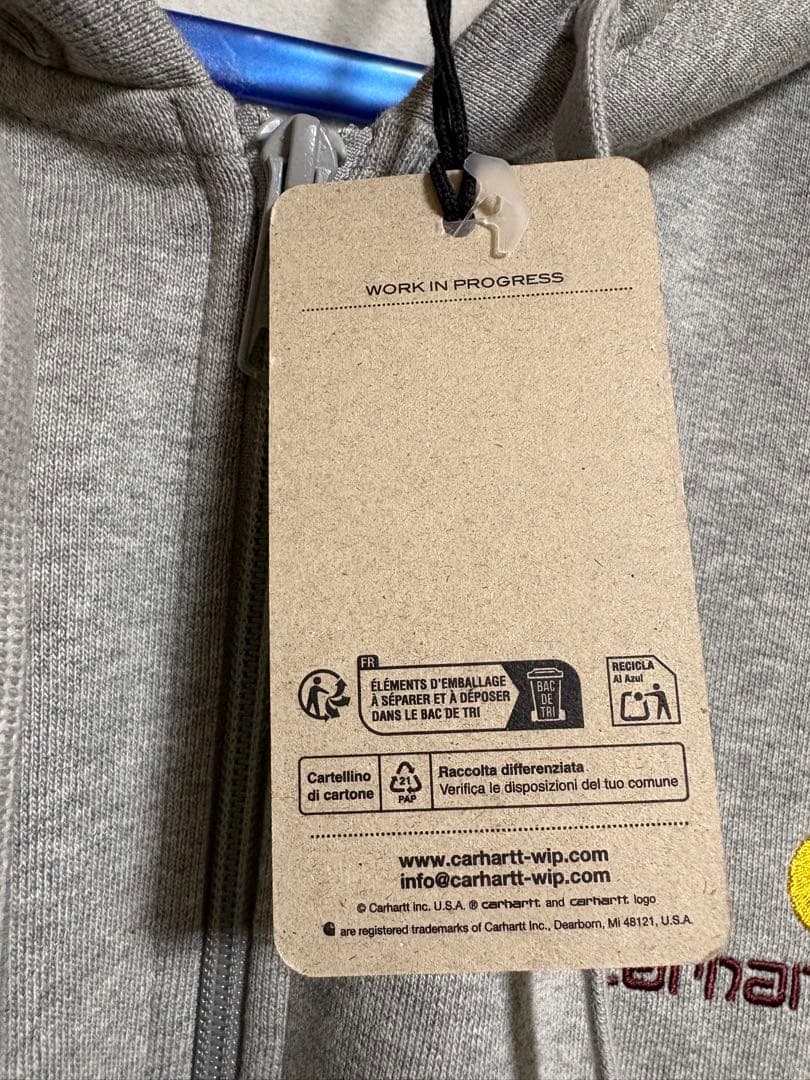 WORK IN PROGRESS
FR
ÉLÉMENTS D'EMBALLAGE
À SÉPARER ET À DÉPOSER
DANS LE BAC DE TRI
BAC
DE
TRI
RECICLA
Al Azul
Cartellino
di cartone
21
PAP
Raccolta differenziata
Verifica le disposizioni del tuo comune
www.carhartt-wip.com
info@carhartt-wip.com
© Carhartt Inc. U.S.A. ® carhartt and carhartt logo
are registered trademarks of Carhartt Inc., Dearborn, Mi 48121, U.S.A.